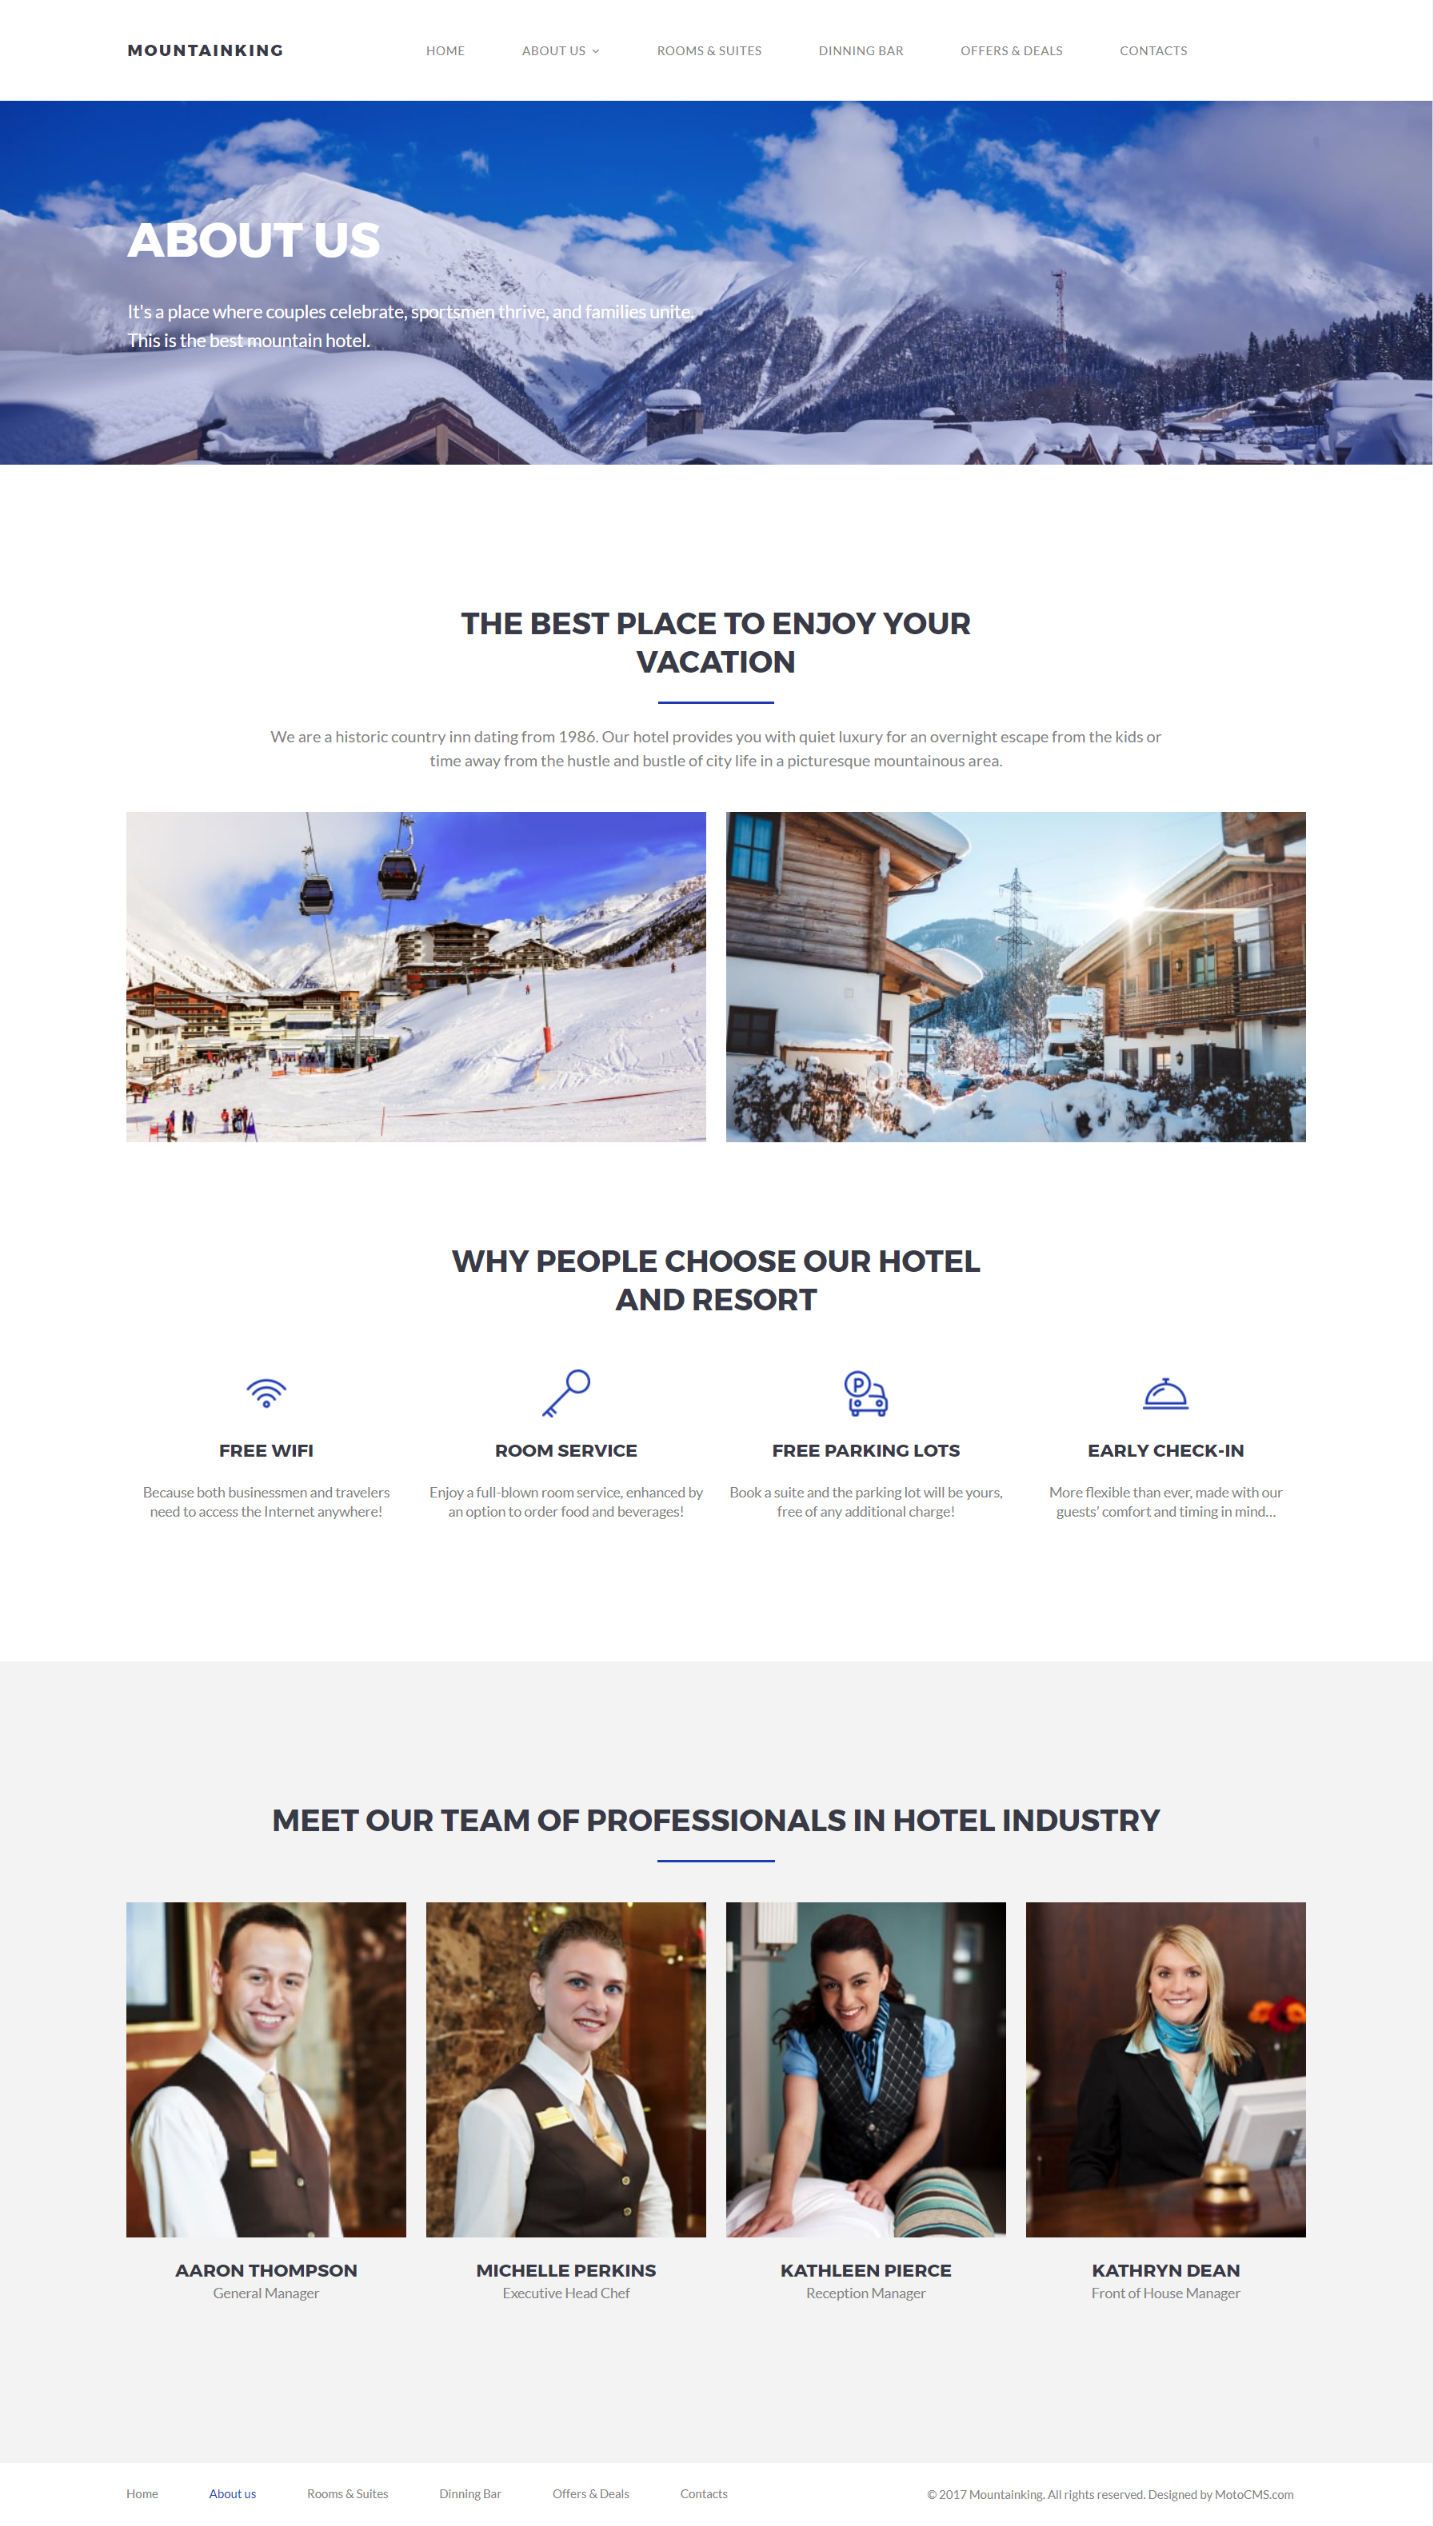 MOUNTAINKING
HOME
ABOUT US
ROOMS & SUITES
DINNING BAR
OFFERS & DEALS
CONTACTS
ABOUT US
It's a place where couples celebrate, sportsmen thrive, and families unite.
This is the best mountain hotel.
THE BEST PLACE TO ENJOY YOUR
VACATION
We are a historic country inn dating from 1986. Our hotel provides you with quiet luxury for an overnight escape from the kids or
time away from the hustle and bustle of city life in a picturesque mountainous area.
WHY PEOPLE CHOOSE OUR HOTEL
AND RESORT
P
FREE WIFI
Because both businessmen and travelers
need to access the Internet anywhere!
ROOM SERVICE
Enjoy a full-blown room service, enhanced by
an option to order food and beverages!
FREE PARKING LOTS
Book a suite and the parking lot will be yours,
free of any additional charge!
EARLY CHECK-IN
More flexible than ever, made with our
guests' comfort and timing in mind...
MEET OUR TEAM OF PROFESSIONALS IN HOTEL INDUSTRY
AARON THOMPSON
General Manager
MICHELLE PERKINS
Executive Head Chef
KATHLEEN PIERCE
Reception Manager
KATHRYN DEAN
Front of House Manager
Home
About us
Rooms & Suites
Dinning Bar
Offers & Deals
Contacts
© 2017 Mountainking. All rights reserved. Designed by MotoCMS.com